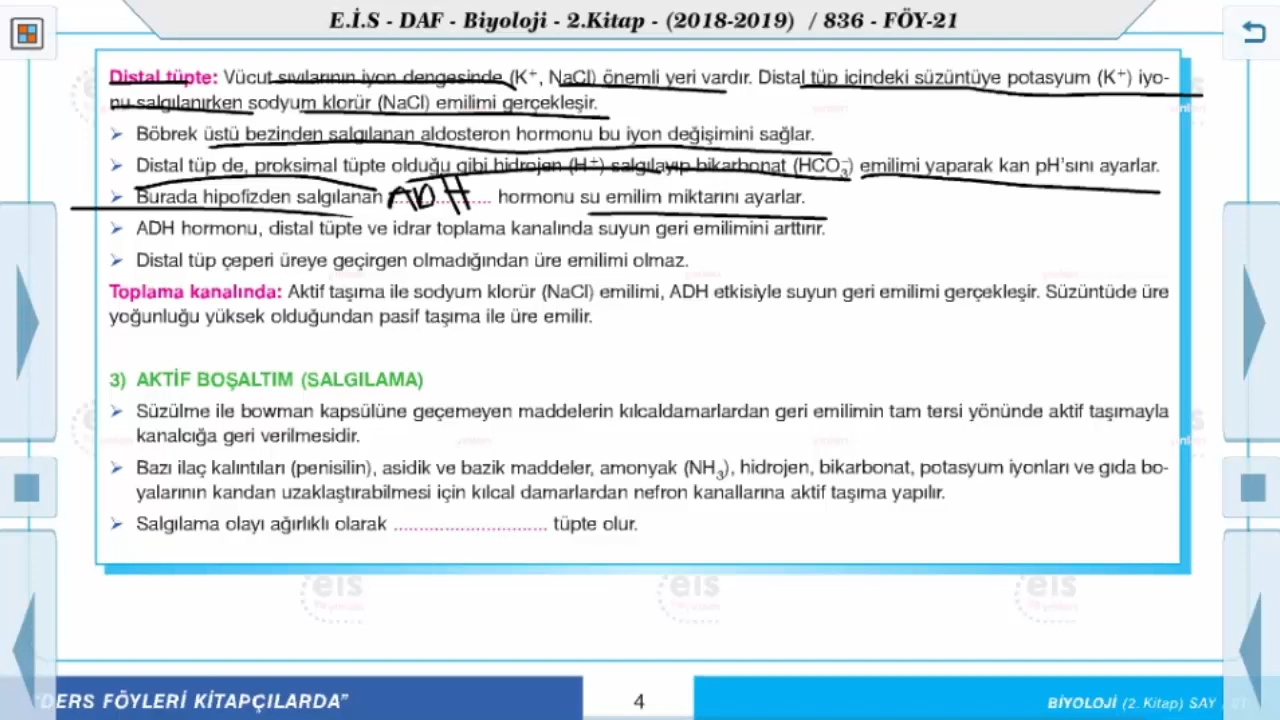 E.İ.S - DAF - Biyoloji - 2.Kitap - (2018-2019) / 836 - FÖY-21
Distal tüpte: Vücut sıvılarının iyon dengesinde (K⁺, NaCl) önemli yeri vardır. Distal tüp içindeki süzüntüye potasyum (K⁺) iyo-
nu salgılanırken sodyum klorür (NaCl) emilimi gerçekleşir.
➢ Böbrek üstü bezinden salgılanan aldosteron hormonu bu iyon değişimini sağlar.
➢ Distal tüp de, proksimal tüpte olduğu gibi hidrojen (H⁺) salgılayıp bikarbonat (HCO₃⁻) emilimi yaparak kan pH'sını ayarlar.
➢ Burada hipofizden salgılanan ADH hormonu su emilim miktarını ayarlar.
➢ ADH hormonu, distal tüpte ve idrar toplama kanalında suyun geri emilimini arttırır.
➢ Distal tüp çeperi üreye geçirgen olmadığından üre emilimi olmaz.
Toplama kanalında: Aktif taşıma ile sodyum klorür (NaCl) emilimi, ADH etkisiyle suyun geri emilimi gerçekleşir. Süzüntüde üre
yoğunluğu yüksek olduğundan pasif taşıma ile üre emilir.
3) AKTİF BOŞALTIM (SALGILAMA)
➢ Süzülme ile bowman kapsülüne geçemeyen maddelerin kılcaldamarlardan geri emilimin tam tersi yönünde aktif taşımayla
kanalcığa geri verilmesidir.
➢ Bazı ilaç kalıntıları (penisilin), asidik ve bazik maddeler, amonyak (NH₃), hidrojen, bikarbonat, potasyum iyonları ve gıda bo-
yalarının kandan uzaklaştırabilmesi için kılcal damarlardan nefron kanallarına aktif taşıma yapılır.
➢ Salgılama olayı ağırlıklı olarak ............................ tüpte olur.
eis eis eis
"DERS FÖYLERİ KİTAPÇILARDA" 4 BİYOLOJİ (2. Kitap) SAY